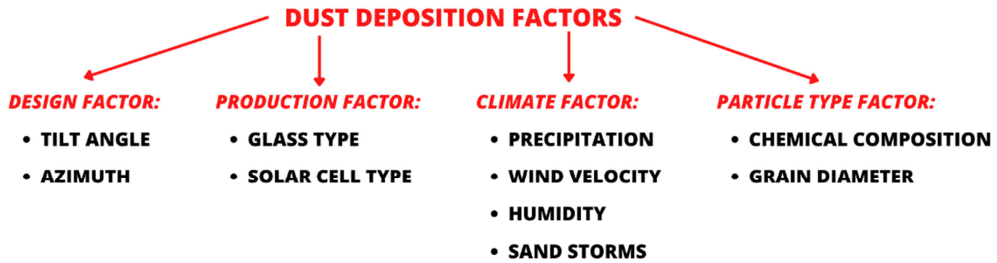 DUST DEPOSITION FACTORS
DESIGN FACTOR:
• TILT ANGLE
• AZIMUTH
PRODUCTION FACTOR:
• GLASS TYPE
• SOLAR CELL TYPE
CLIMATE FACTOR:
• PRECIPITATION
• WIND VELOCITY
• HUMIDITY
• SAND STORMS
PARTICLE TYPE FACTOR:
• CHEMICAL COMPOSITION
• GRAIN DIAMETER